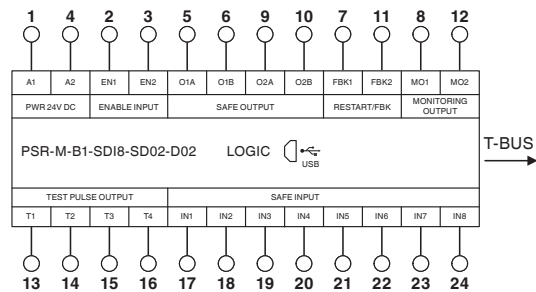 1 4 2 3 5 6 9 10 7 11 8 12
A1 A2 EN1 EN2 O1A O1B O2A O2B FBK1 FBK2 MO1 MO2
PWR 24V DC ENABLE INPUT SAFE OUTPUT RESTART/FBK MONITORING
OUTPUT
PSR-M-B1-SDI8-SD02-D02 LOGIC USB
T-BUS
TEST PULSE OUTPUT SAFE INPUT
T1 T2 T3 T4 IN1 IN2 IN3 IN4 IN5 IN6 IN7 IN8
13 14 15 16 17 18 19 20 21 22 23 24